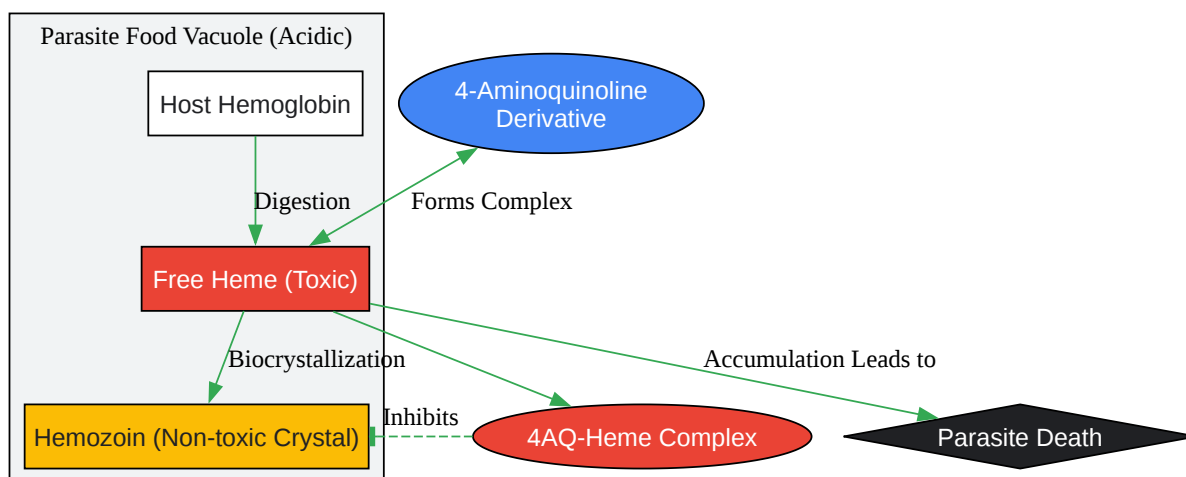 Parasite Food Vacuole (Acidic)
Host Hemoglobin
4-Aminoquinoline
Derivative
Digestion
Forms Complex
Free Heme (Toxic)
Biocrystallization
Accumulation Leads to
Inhibits
Hemozoin (Non-toxic Crystal)
4AQ-Heme Complex
Parasite Death